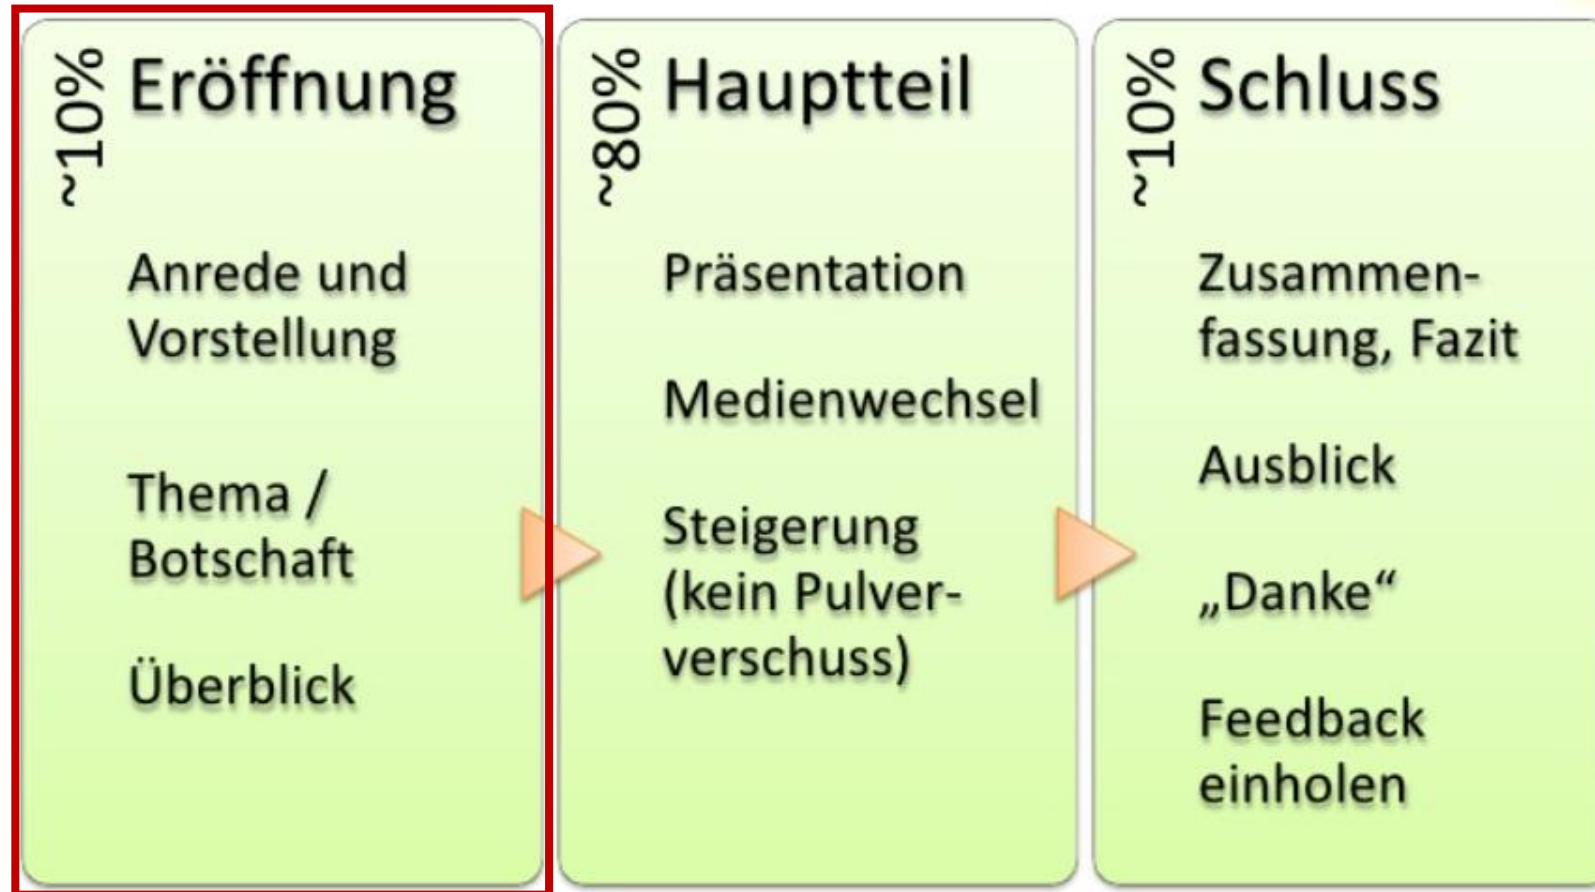 ~10%
Eröffnung
Anrede und
Vorstellung
Thema /
Botschaft
Überblick
~80%
Hauptteil
Präsentation
Medienwechsel
Steigerung
(kein Pulver-
verschuss)
~10%
Schluss
Zusammen-
fassung, Fazit
Ausblick
„Danke“
Feedback
einholen